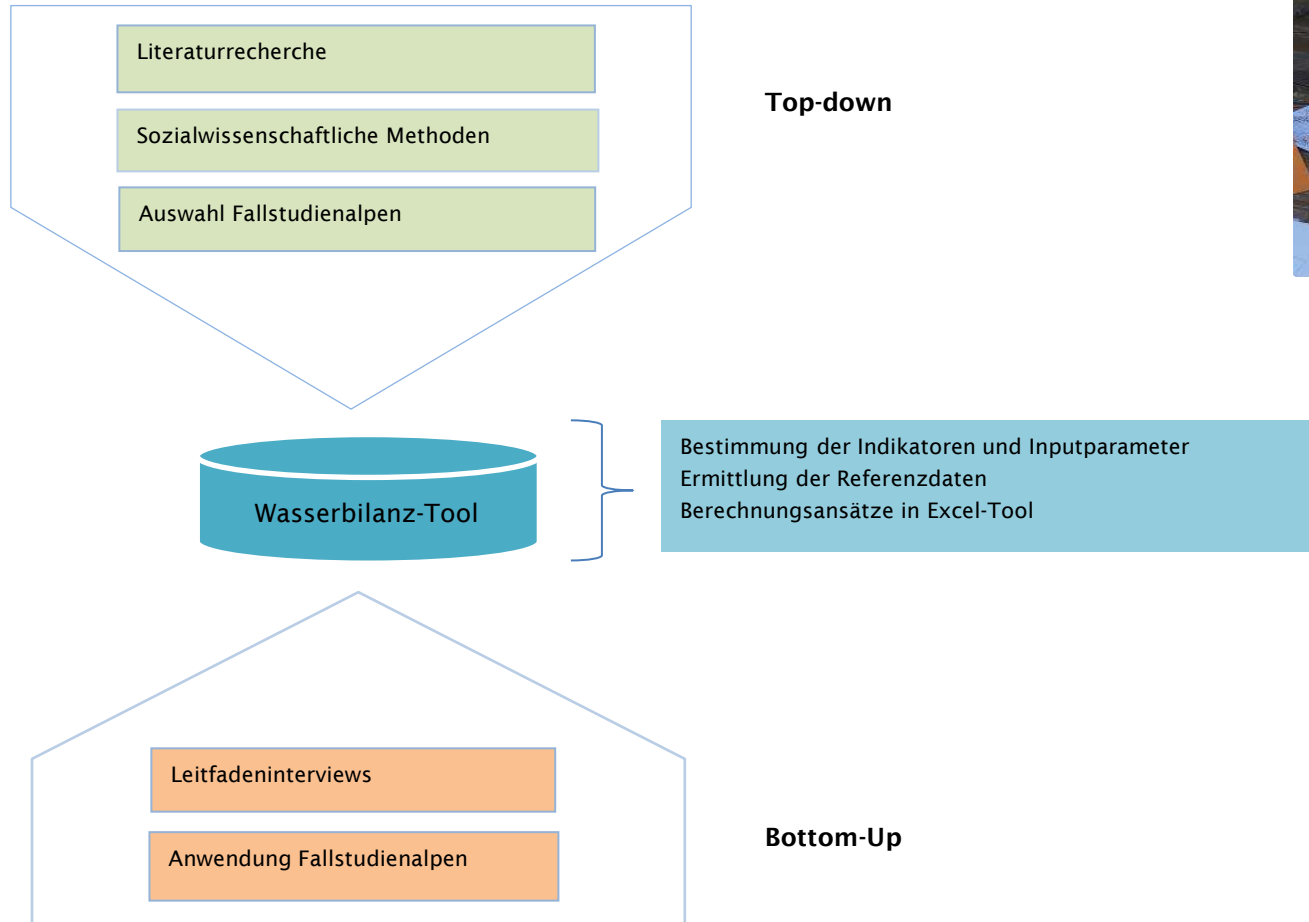 Literaturrecherche
Top-down
Sozialwissenschaftliche Methoden
Auswahl Fallstudienalpen
Wasserbilanz-Tool
Bestimmung der Indikatoren und Inputparameter
Ermittlung der Referenzdaten
Berechnungsansätze in Excel-Tool
Leitfadeninterviews
Bottom-Up
Anwendung Fallstudienalpen